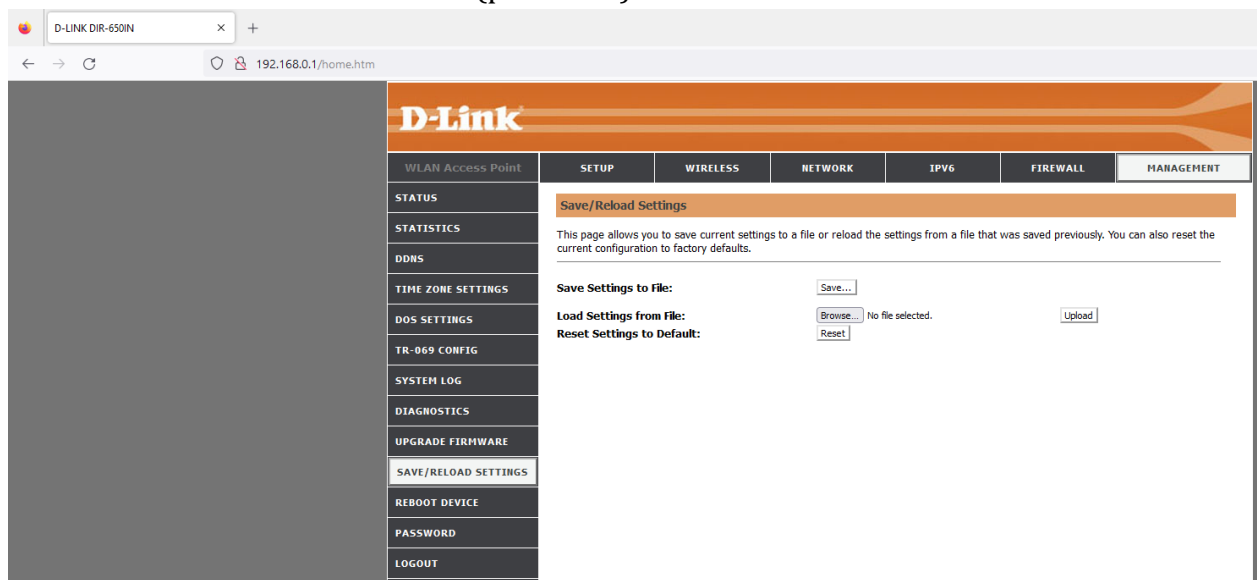 D-LINK DIR-650IN
192.168.0.1/home.htm
D-Link
WLAN Access Point SETUP WIRELESS NETWORK IPV6 FIREWALL MANAGEMENT
STATUS
STATISTICS
DDNS
TIME ZONE SETTINGS
DOS SETTINGS
TR-069 CONFIG
SYSTEM LOG
DIAGNOSTICS
UPGRADE FIRMWARE
SAVE/RELOAD SETTINGS
REBOOT DEVICE
PASSWORD
LOGOUT
Save/Reload Settings
This page allows you to save current settings to a file or reload the settings from a file that was saved previously. You can also reset the
current configuration to factory defaults.
Save Settings to File: Save...
Load Settings from File: Browse... No file selected. Upload
Reset Settings to Default: Reset